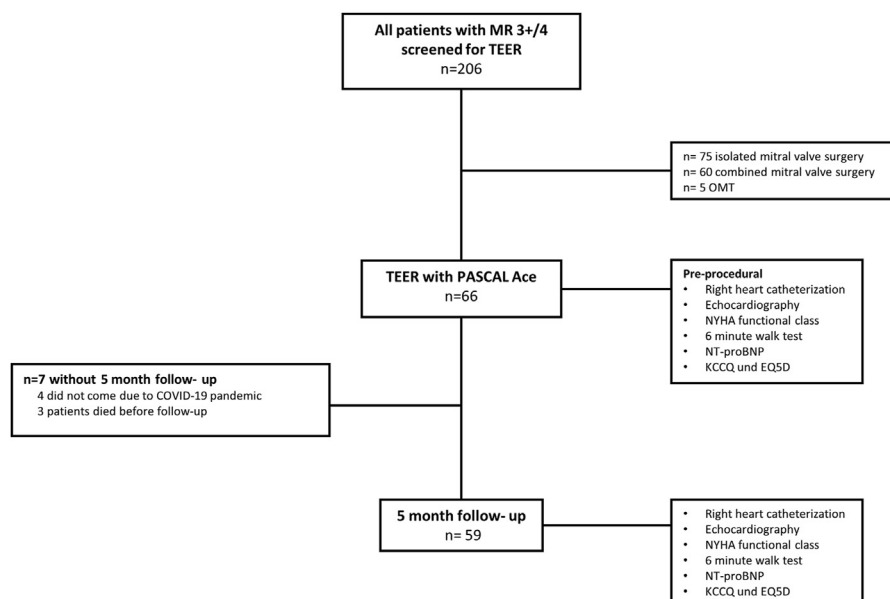 All patients with MR 3+/4
screened for TEER
n=206
n= 75 isolated mitral valve surgery
n= 60 combined mitral valve surgery
n= 5 OMT
TEER with PASCAL Ace
n=66
Pre-procedural
• Right heart catheterization
• Echocardiography
• NYHA functional class
• 6 minute walk test
• NT-proBNP
• KCCQ und EQ5D
n=7 without 5 month follow- up
4 did not come due to COVID-19 pandemic
3 patients died before follow-up
5 month follow- up
n= 59
• Right heart catheterization
• Echocardiography
• NYHA functional class
• 6 minute walk test
• NT-proBNP
• KCCQ und EQ5D